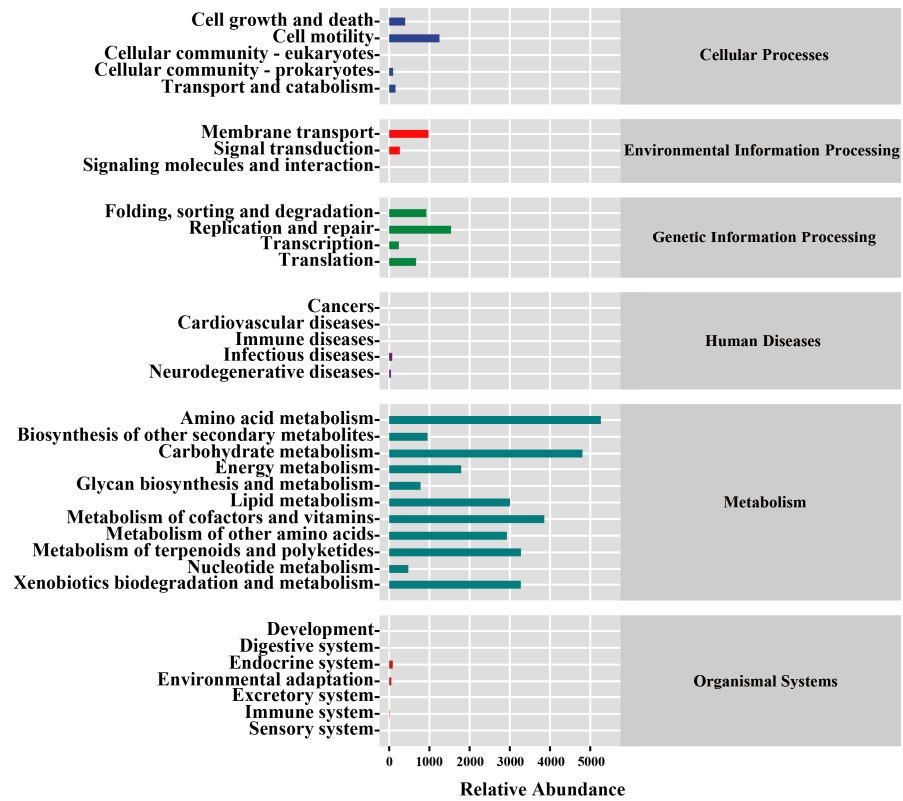 Cell growth and death
Cell motility
Cellular community - eukaryotes
Cellular community - prokaryotes
Transport and catabolism
Cellular Processes
Membrane transport
Signal transduction
Signaling molecules and interaction
Environmental Information Processing
Folding, sorting and degradation
Replication and repair
Transcription
Translation
Genetic Information Processing
Cancers
Cardiovascular diseases
Immune diseases
Infectious diseases
Neurodegenerative diseases
Human Diseases
Amino acid metabolism
Biosynthesis of other secondary metabolites
Carbohydrate metabolism
Energy metabolism
Glycan biosynthesis and metabolism
Lipid metabolism
Metabolism of cofactors and vitamins
Metabolism of other amino acids
Metabolism of terpenoids and polyketides
Nucleotide metabolism
Xenobiotics biodegradation and metabolism
Metabolism
Development
Digestive system
Endocrine system
Environmental adaptation
Excretory system
Immune system
Sensory system
Organismal Systems
0 1000 2000 3000 4000 5000
Relative Abundance